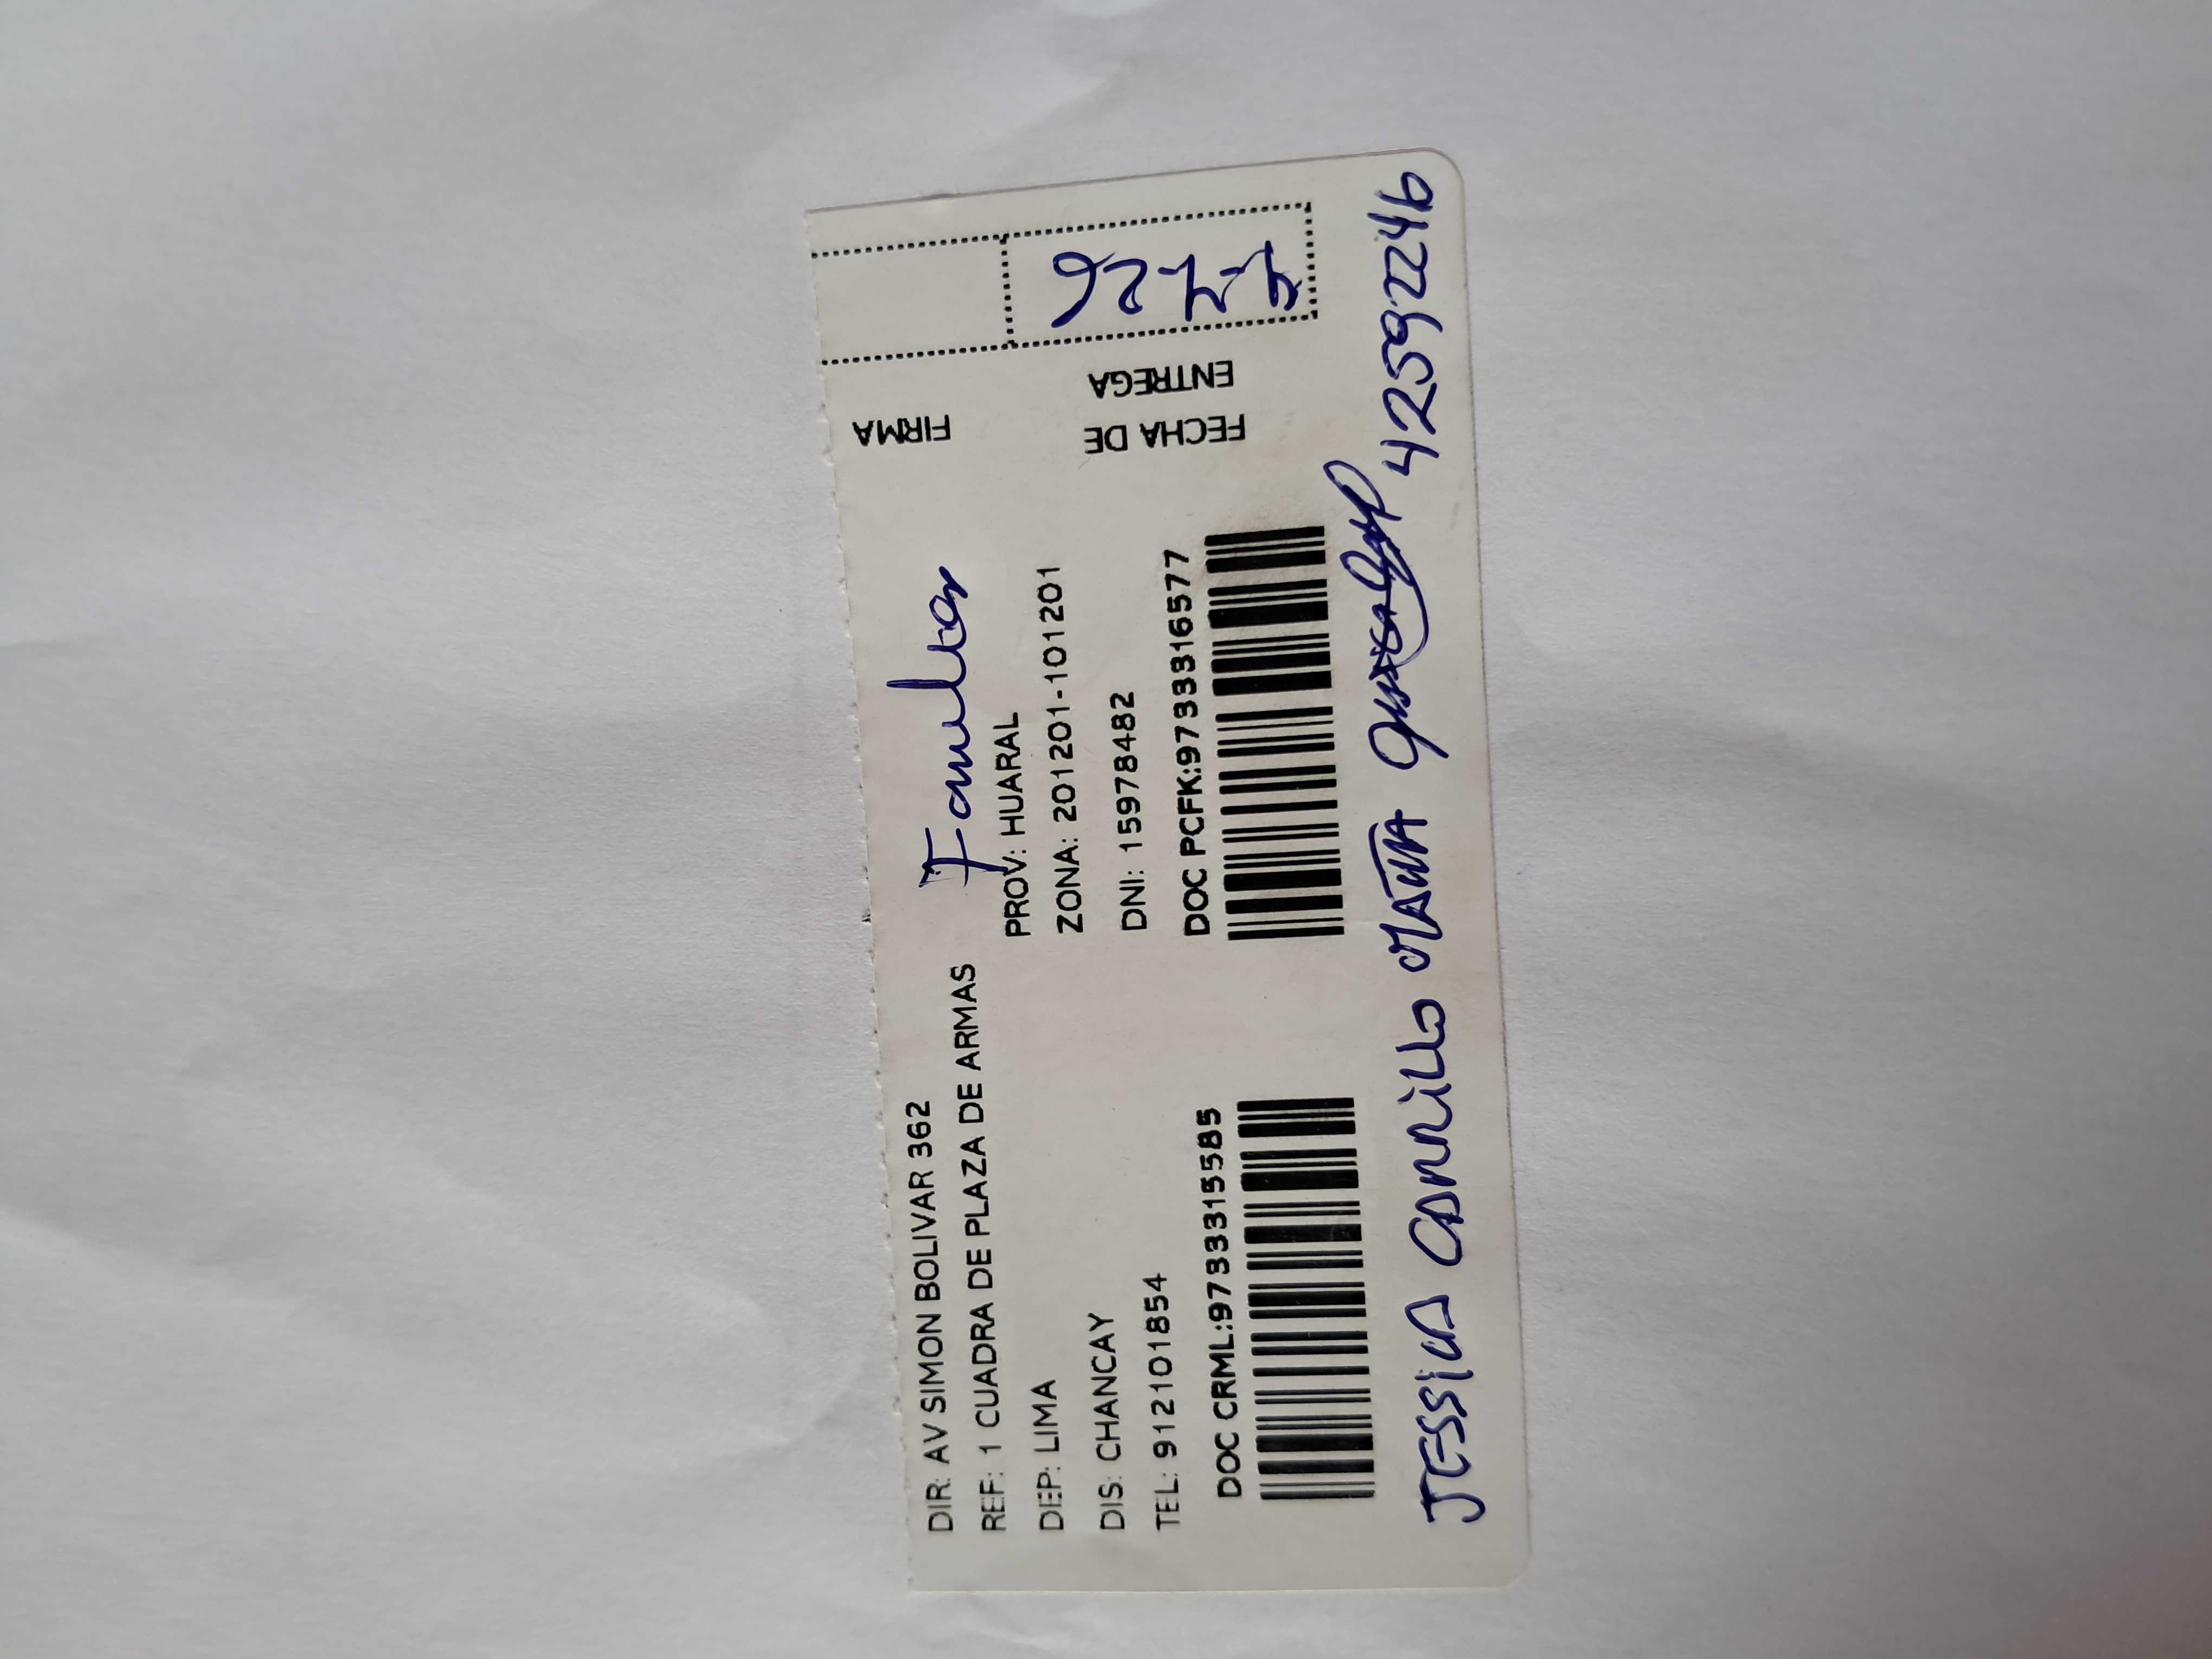 DIR: AV SIMON BOLIVAR 362
REF: 1 CUADRA DE PLAZA DE ARMAS
DEP: LIMA
PROV: HUARAL
DIS: CHANCAY
ZONA: 201201-101201
TEL: 912101854
DNI: 15978482
DOC CRML:9733315585
DOC PCFK:9733316577
FIRMA
FECHA DE
ENTREGA
JESSICA CARRILLO 42592246